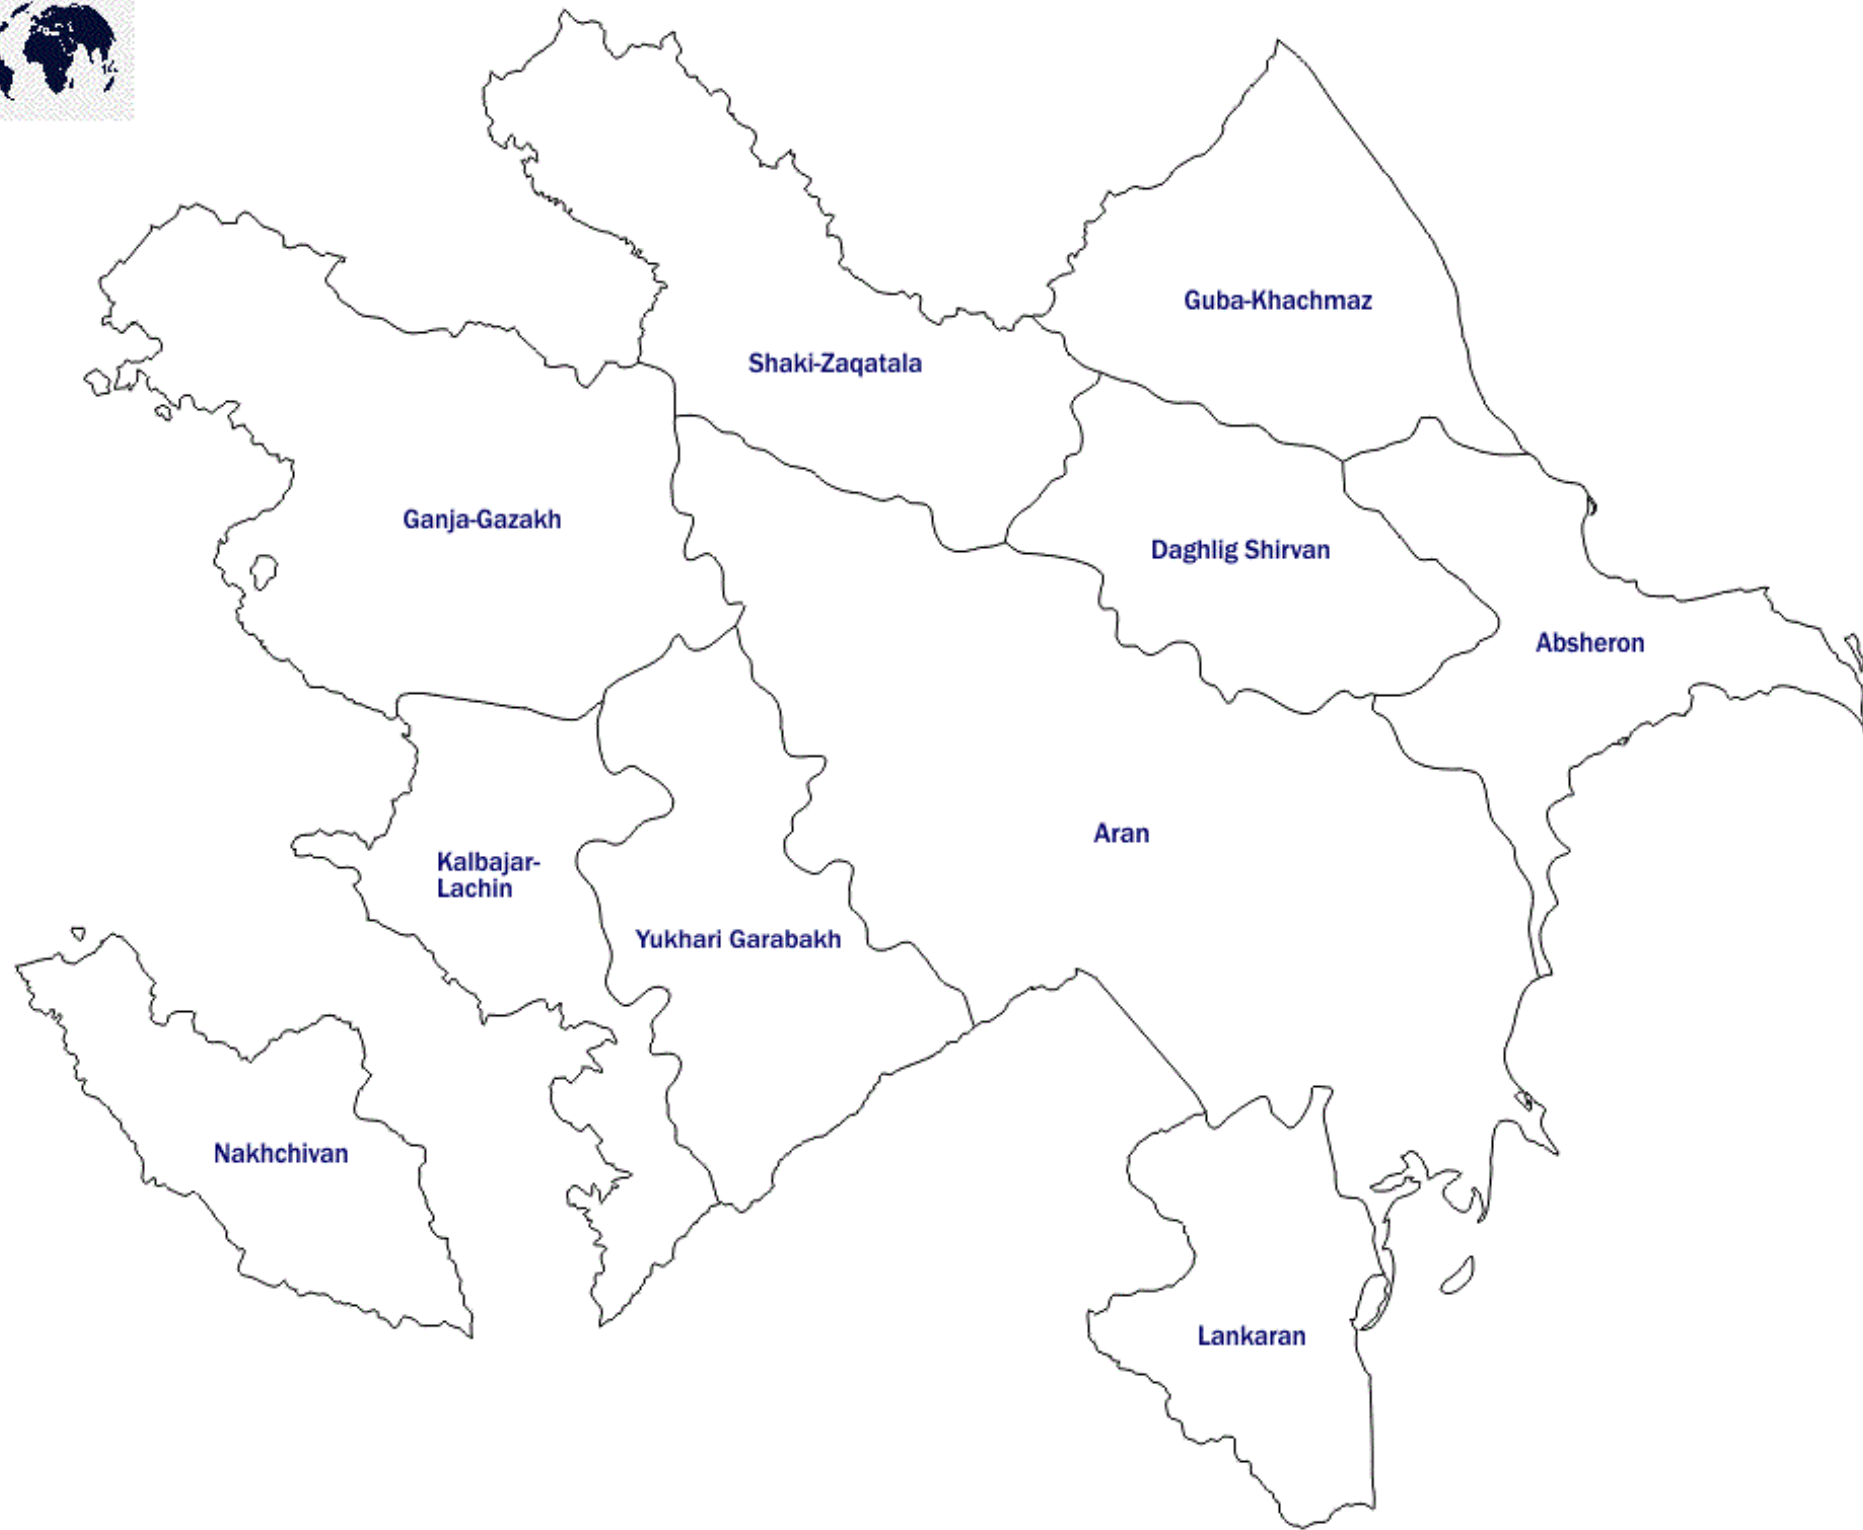 Guba-Khachmaz
Shaki-Zaqatala
Ganja-Gazakh
Daghlig Shirvan
Absheron
Aran
Kalbajar-
Lachin
Yukhari Garabakh
Nakhchivan
Lankaran